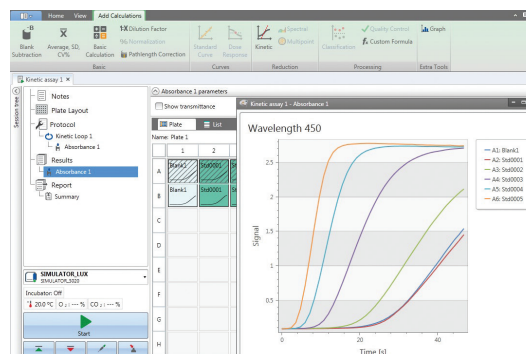 Home View Add Calculations
Blank Subtraction
Average, SD, CV%
Basic Calculation
Dilution Factor
% Normalization
Pathlength Correction
Basic
Standard Curve
Dose Response
Curves
Kinetic
Spectral
Multipoint
Reduction
Classification
Quality Control
Custom Formula
Processing
Graph
Extra Tools
Kinetic assay 1
Session tree
Notes
Plate Layout
Protocol
Kinetic Loop 1
Absorbance 1
Results
Absorbance 1
Report
Summary
SIMULATOR_LUX
SIMULATOR_3020
Incubator: Off
20.0 °C O₂: --- % CO₂: --- %
Start
Absorbance 1 parameters
Show transmittance
Plate List
Name: Plate 1
1 2
A Blank1 Std0001
B Blank1 Std0001
C
D
E
F
G
H
Kinetic assay 1 - Absorbance 1
Wavelength 450
Signal
2.5
2
1.5
1
0.5
0 20 40
Time [s]
A1: Blank1
A2: Std0001
A3: Std0002
A4: Std0003
A5: Std0004
A6: Std0005